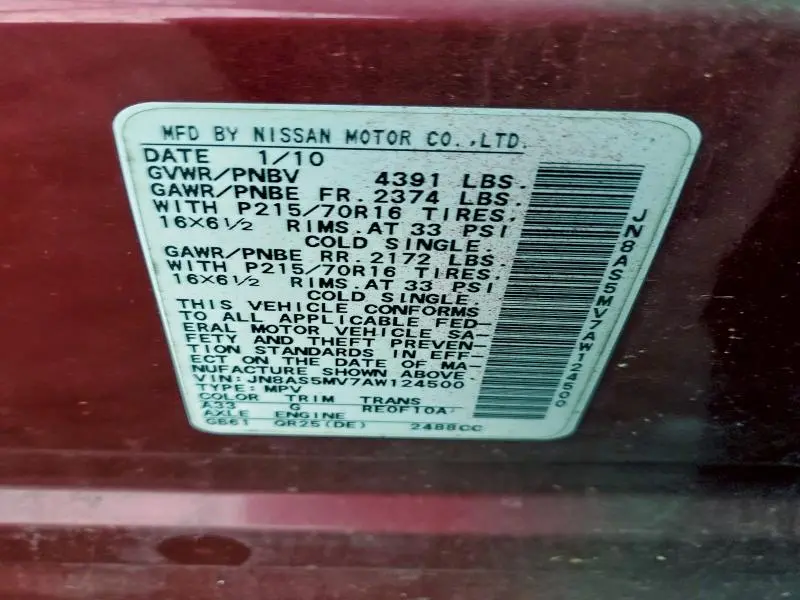 MFD BY NISSAN MOTOR CO.,LTD.
DATE 1/10
GVWR/PNBV 4391 LBS.
GAWR/PNBE FR. 2374 LBS.
WITH P215/70R16 TIRES.
16X6½ RIMS.AT 33 PSI
COLD SINGLE.
GAWR/PNBE RR. 2172 LBS.
WITH P215/70R16 TIRES.
16X6½ RIMS.AT 33 PSI
COLD SINGLE.
THIS VEHICLE CONFORMS
TO ALL APPLICABLE FED-
ERAL MOTOR VEHICLE SA-
FETY AND THEFT PREVEN-
TION STANDARDS IN EFF-
ECT ON THE DATE OF MA-
NUFACTURE SHOWN ABOVE.
VIN: JN8AS5MV7AW124500
TYPE: MPV
COLOR TRIM TRANS
A33 G RE0F10A
AXLE ENGINE
GB61 QR25(DE) 2488CC
JN8AS5MV7AW124500